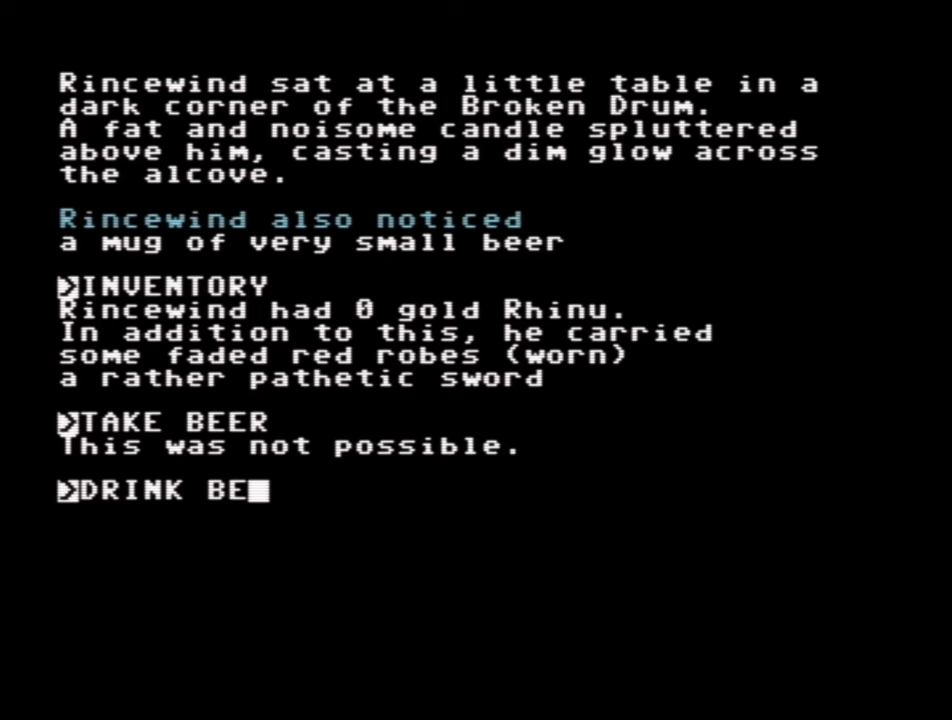 Rincewind sat at a little table in a
dark corner of the Broken Drum.
A fat and noisome candle spluttered
above him, casting a dim glow across
the alcove.
Rincewind also noticed
a mug of very small beer
>INVENTORY
Rincewind had 0 gold Rhinu.
In addition to this, he carried
some faded red robes (worn)
a rather pathetic sword
>TAKE BEER
This was not possible.
>DRINK BE